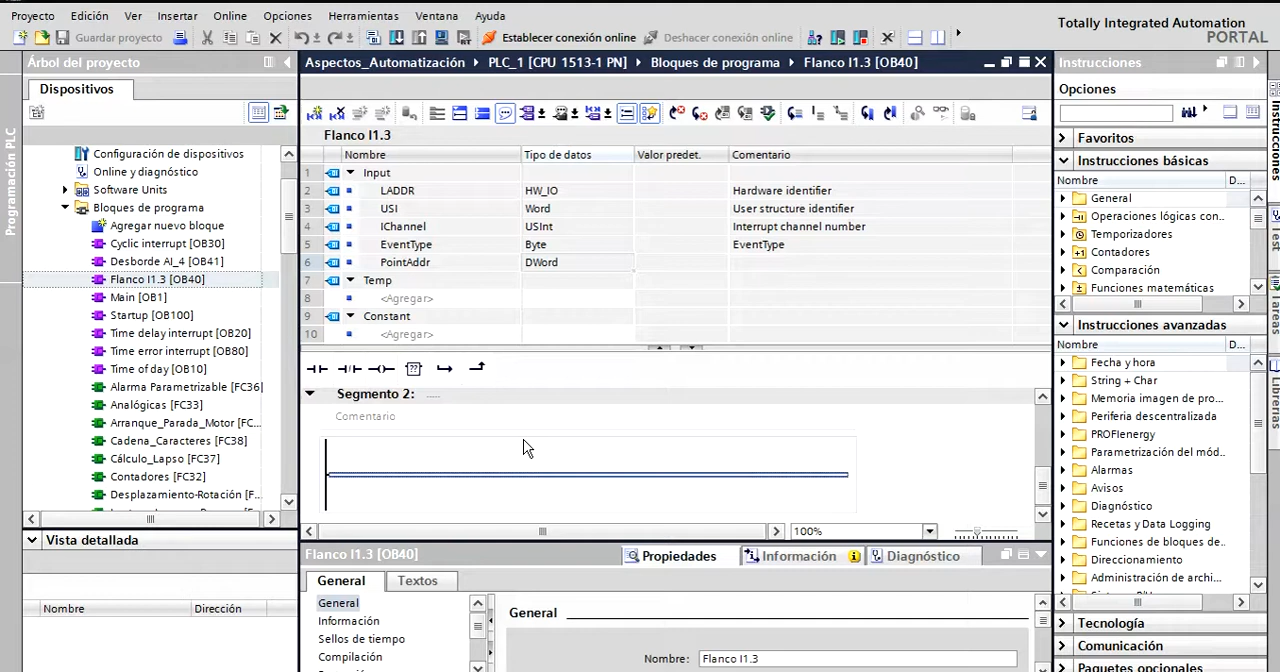 Proyecto Edición Ver Insertar Online Opciones Herramientas Ventana Ayuda
Totally Integrated Automation
PORTAL
Guardar proyecto Establecer conexión online Deshacer conexión online
Árbol del proyecto
Aspectos_Automatización PLC_1 [CPU 1513-1 PN] Bloques de programa Flanco I1.3 [OB40]
Instrucciones
Dispositivos
Opciones
Programación PLC
Configuración de dispositivos
Online y diagnóstico
Software Units
Bloques de programa
Agregar nuevo bloque
Cyclic interrupt [OB30]
Desborde AI_4 [OB41]
Flanco I1.3 [OB40]
Main [OB1]
Startup [OB100]
Time delay interrupt [OB20]
Time error interrupt [OB80]
Time of day [OB10]
Alarma Parametrizable [FC36]
Analógicas [FC33]
Arranque_Parada_Motor [FC...
Cadena_Caracteres [FC38]
Cálculo_Lapso [FC37]
Contadores [FC32]
Desplazamiento-Rotación [F...
Vista detallada
Nombre Dirección
Flanco I1.3
Nombre Tipo de datos Valor predet. Comentario
1 Input
2 LADDR HW_IO Hardware identifier
3 USI Word User structure identifier
4 IChannel USInt Interrupt channel number
5 EventType Byte EventType
6 PointAddr DWord
7 Temp
8 <Agregar>
9 Constant
10 <Agregar>
??
Segmento 2: .....
Comentario
100%
Flanco I1.3 [OB40]
Propiedades Información Diagnóstico
General Textos
General
Información
Sellos de tiempo
Compilación
General
Nombre: Flanco I1.3
Favoritos
Instrucciones básicas
Nombre D...
General
Operaciones lógicas con...
Temporizadores
Contadores
Comparación
Funciones matemáticas
Instrucciones avanzadas
Nombre D...
Fecha y hora
String + Char
Memoria imagen de pro...
Periferia descentralizada
PROFIenergy
Parametrización del mód...
Alarmas
Avisos
Diagnóstico
Recetas y Data Logging
Funciones de bloques de..
Direccionamiento
Administración de archi...
Tecnología
Comunicación
Paquetes opcionales
Instrucciones
Test
Tareas
Librerías